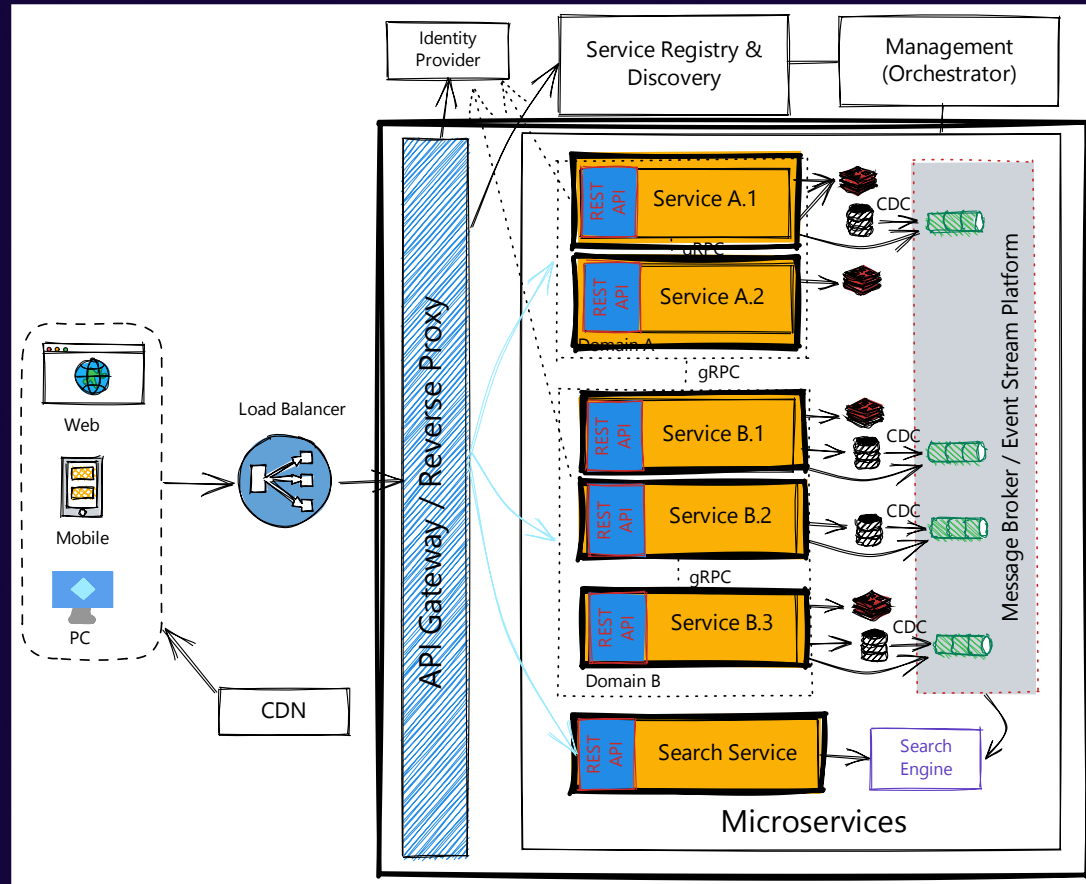 Identity
Provider
Service Registry &
Discovery
Management
(Orchestrator)
REST
API
Service A.1
CDC
gRPC
REST
API
Service A.2
Domain A
gRPC
Web
Mobile
PC
Load Balancer
CDN
API Gateway / Reverse Proxy
REST
API
Service B.1
CDC
REST
API
Service B.2
CDC
gRPC
REST
API
Service B.3
CDC
Domain B
Message Broker / Event Stream Platform
REST
API
Search Service
Search
Engine
Microservices